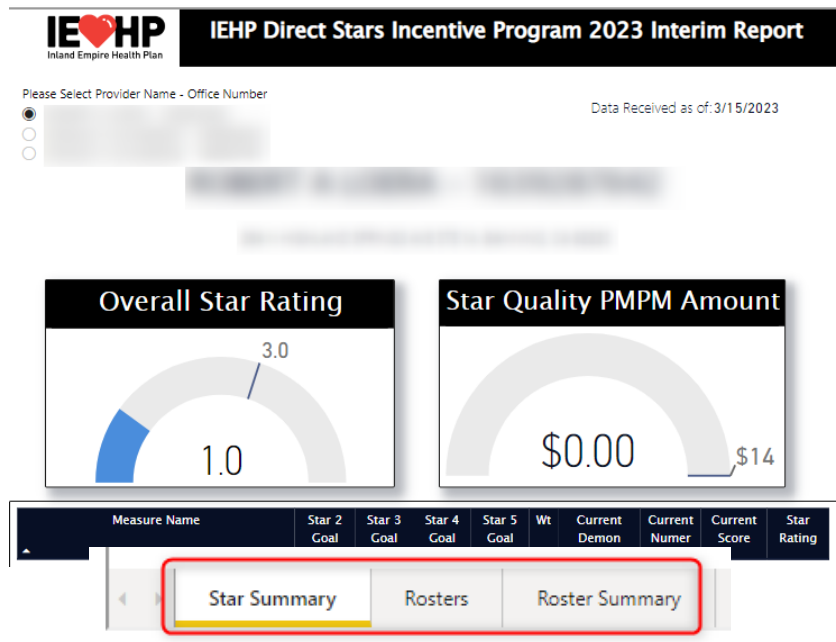 IEHP
Inland Empire Health Plan
IEHP Direct Stars Incentive Program 2023 Interim Report
Please Select Provider Name - Office Number
Data Received as of: 3/15/2023
Overall Star Rating
3.0
1.0
Star Quality PMPM Amount
$0.00
$14
Measure Name Star 2 Goal Star 3 Goal Star 4 Goal Star 5 Goal Wt Current Demon Current Numer Current Score Star Rating
Star Summary Rosters Roster Summary